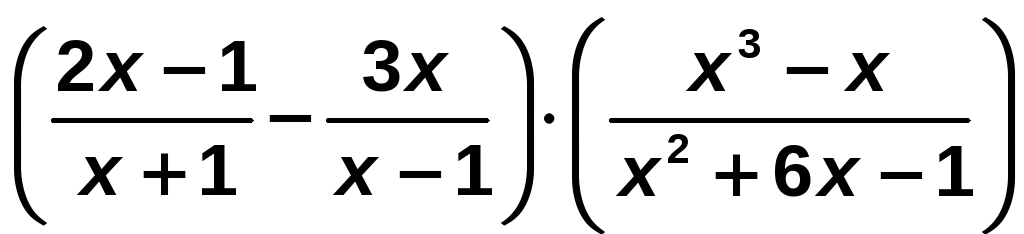 ((2x − 1)/(x + 1) − 3x/(x − 1)) · ((x³ − x)/(x² + 6x − 1))